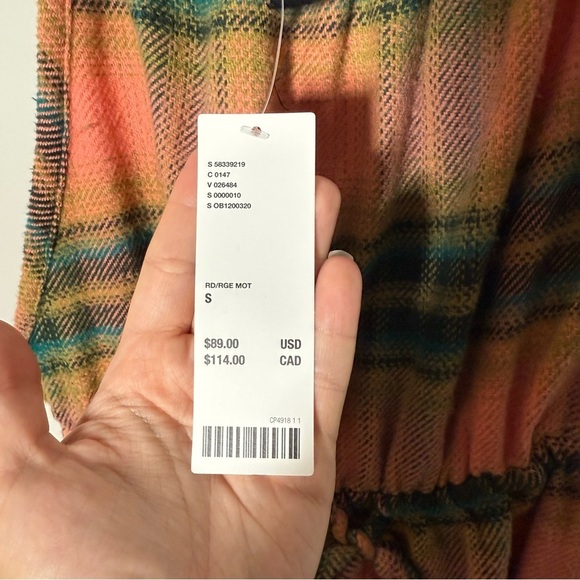 S 58339219
C 0147
V 026484
S 0000010
S OB1200320
RD/RGE MOT
S
$89.00 USD
$114.00 CAD
CP4918 1 1